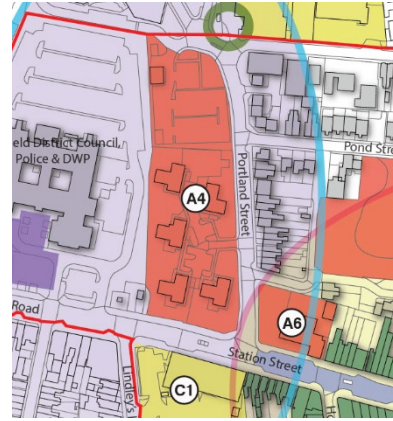 eld District Council,
Police & DWP
Pond Stre
Portland Street
A4
A6
Road
Station Street
Lindley's
C1